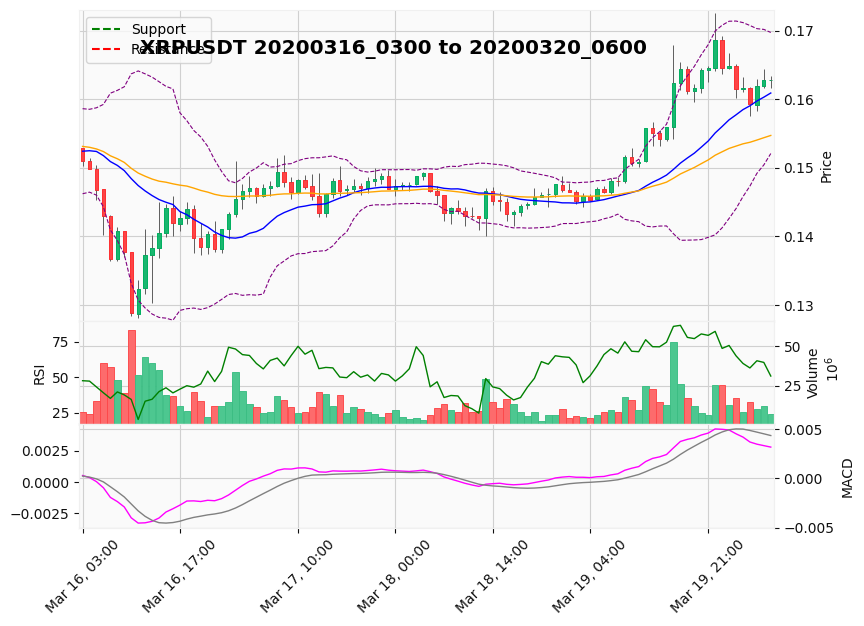 XRPUSDT 20200316_0300 to 20200320_0600
Support
Resistance
0.17
0.16
0.15
0.14
0.13
Price
75
50
25
RSI
50
25
Volume
10^6
0.0025
0.0000
−0.0025
0.005
0.000
−0.005
MACD
Mar 16, 03:00
Mar 16, 17:00
Mar 17, 10:00
Mar 18, 00:00
Mar 18, 14:00
Mar 19, 04:00
Mar 19, 21:00